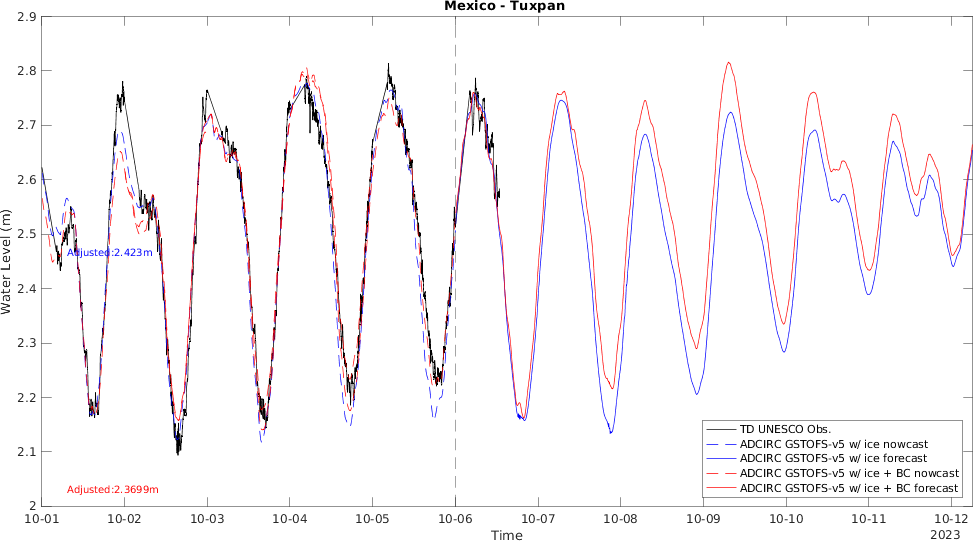 Mexico - Tuxpan
2.9
2.8
2.7
2.6
2.5
2.4
2.3
2.2
2.1
2
Water Level (m)
Adjusted:2.423m
Adjusted:2.3699m
TD UNESCO Obs.
ADCIRC GSTOFS-v5 w/ ice nowcast
ADCIRC GSTOFS-v5 w/ ice forecast
ADCIRC GSTOFS-v5 w/ ice + BC nowcast
ADCIRC GSTOFS-v5 w/ ice + BC forecast
10-01 10-02 10-03 10-04 10-05 10-06 10-07 10-08 10-09 10-10 10-11 10-12
Time
2023